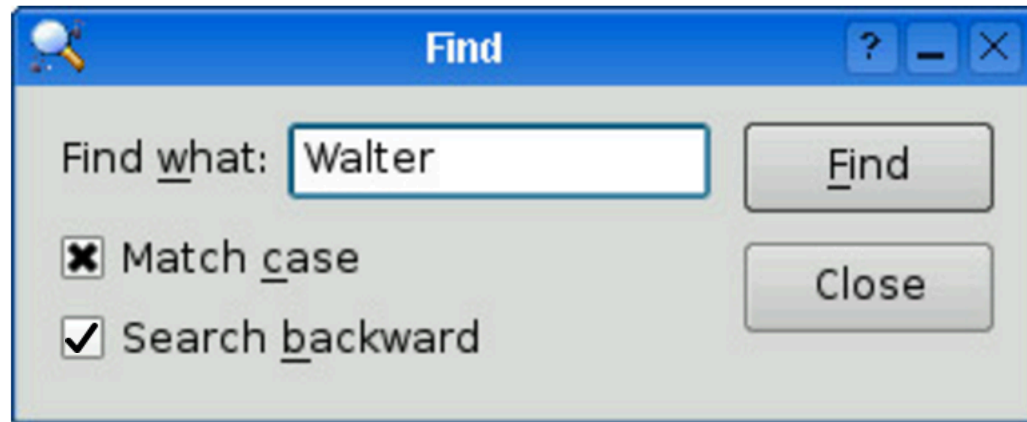 Find
Find what: Walter
Find
Match case
Close
Search backward